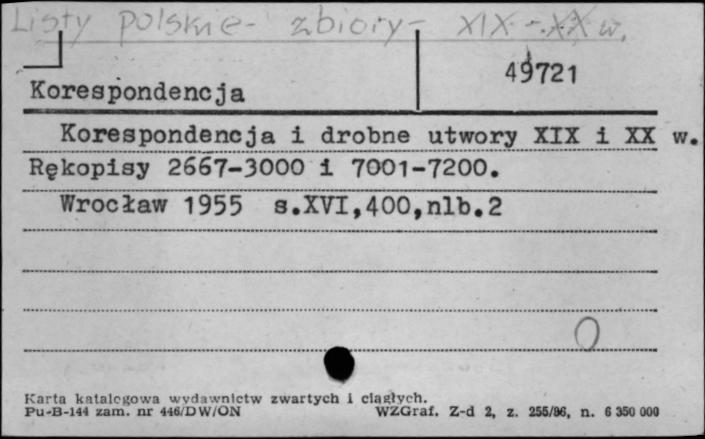 Listy polskie - zbiory - XIX - XX w.
49721
Korespondencja
Korespondencja i drobne utwory XIX i XX w.
Rękopisy 2667-3000 i 7001-7200.
Wrocław 1955 s.XVI,400,nlb.2
0
Karta katalogowa wydawnictw zwartych i ciągłych.
Pu-B-144 zam. nr 446/DW/ON WZGraf. Z-d 2, z. 255/86, n. 6 350 000